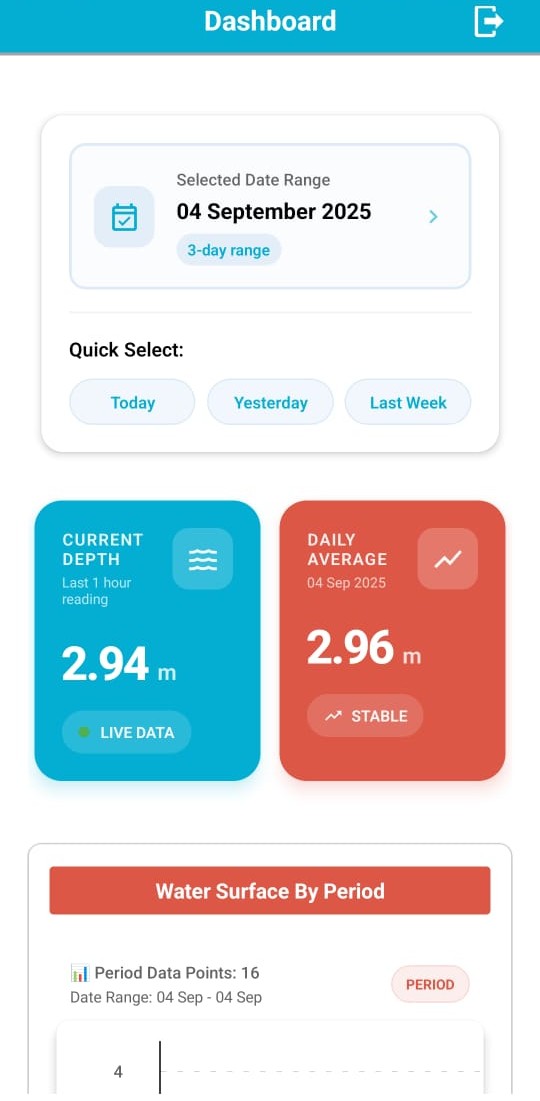 Dashboard
Selected Date Range
04 September 2025
3-day range
Quick Select:
Today
Yesterday
Last Week
CURRENT
DEPTH
Last 1 hour
reading
2.94 m
LIVE DATA
DAILY
AVERAGE
04 Sep 2025
2.96 m
STABLE
Water Surface By Period
📊 Period Data Points: 16
Date Range: 04 Sep - 04 Sep
PERIOD
4